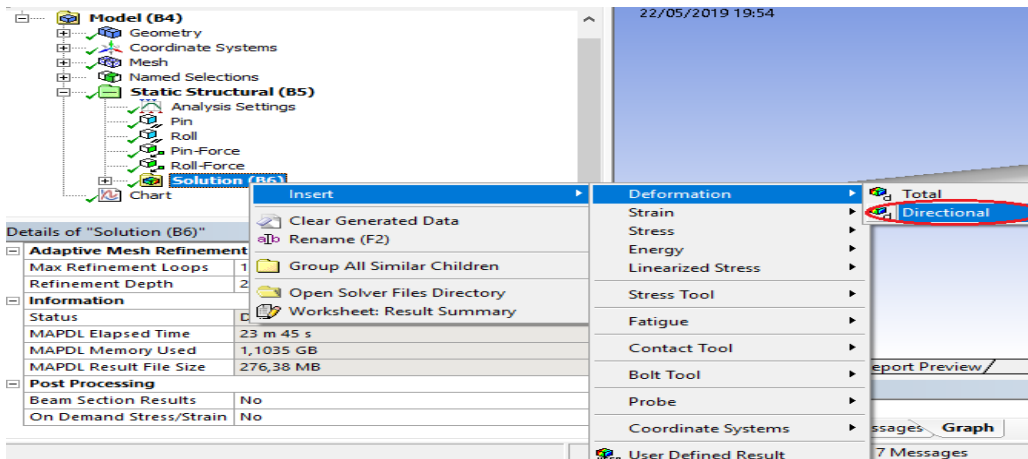 Model (B4)
Geometry
Coordinate Systems
Mesh
Named Selections
Static Structural (B5)
Analysis Settings
Pin
Roll
Pin-Force
Roll-Force
Solution (B6)
Chart
22/05/2019 19:54
Insert
Clear Generated Data
Rename (F2)
Group All Similar Children
Open Solver Files Directory
Worksheet: Result Summary
Deformation
Strain
Stress
Energy
Linearized Stress
Stress Tool
Fatigue
Contact Tool
Bolt Tool
Probe
Coordinate Systems
User Defined Result
Total
Directional
Details of "Solution (B6)"
Adaptive Mesh Refinement
Max Refinement Loops 1
Refinement Depth 2
Information
Status D
MAPDL Elapsed Time 23 m 45 s
MAPDL Memory Used 1,1035 GB
MAPDL Result File Size 276,38 MB
Post Processing
Beam Section Results No
On Demand Stress/Strain No
eport Preview
ssages Graph
7 Messages